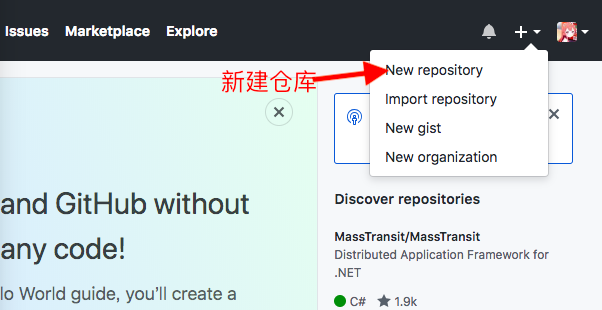 Issues Marketplace Explore
新建仓库
New repository
Import repository
New gist
New organization
and GitHub without
any code!
lo World guide, you’ll create a
Discover repositories
MassTransit/MassTransit
Distributed Application Framework for
.NET
C# 1.9k